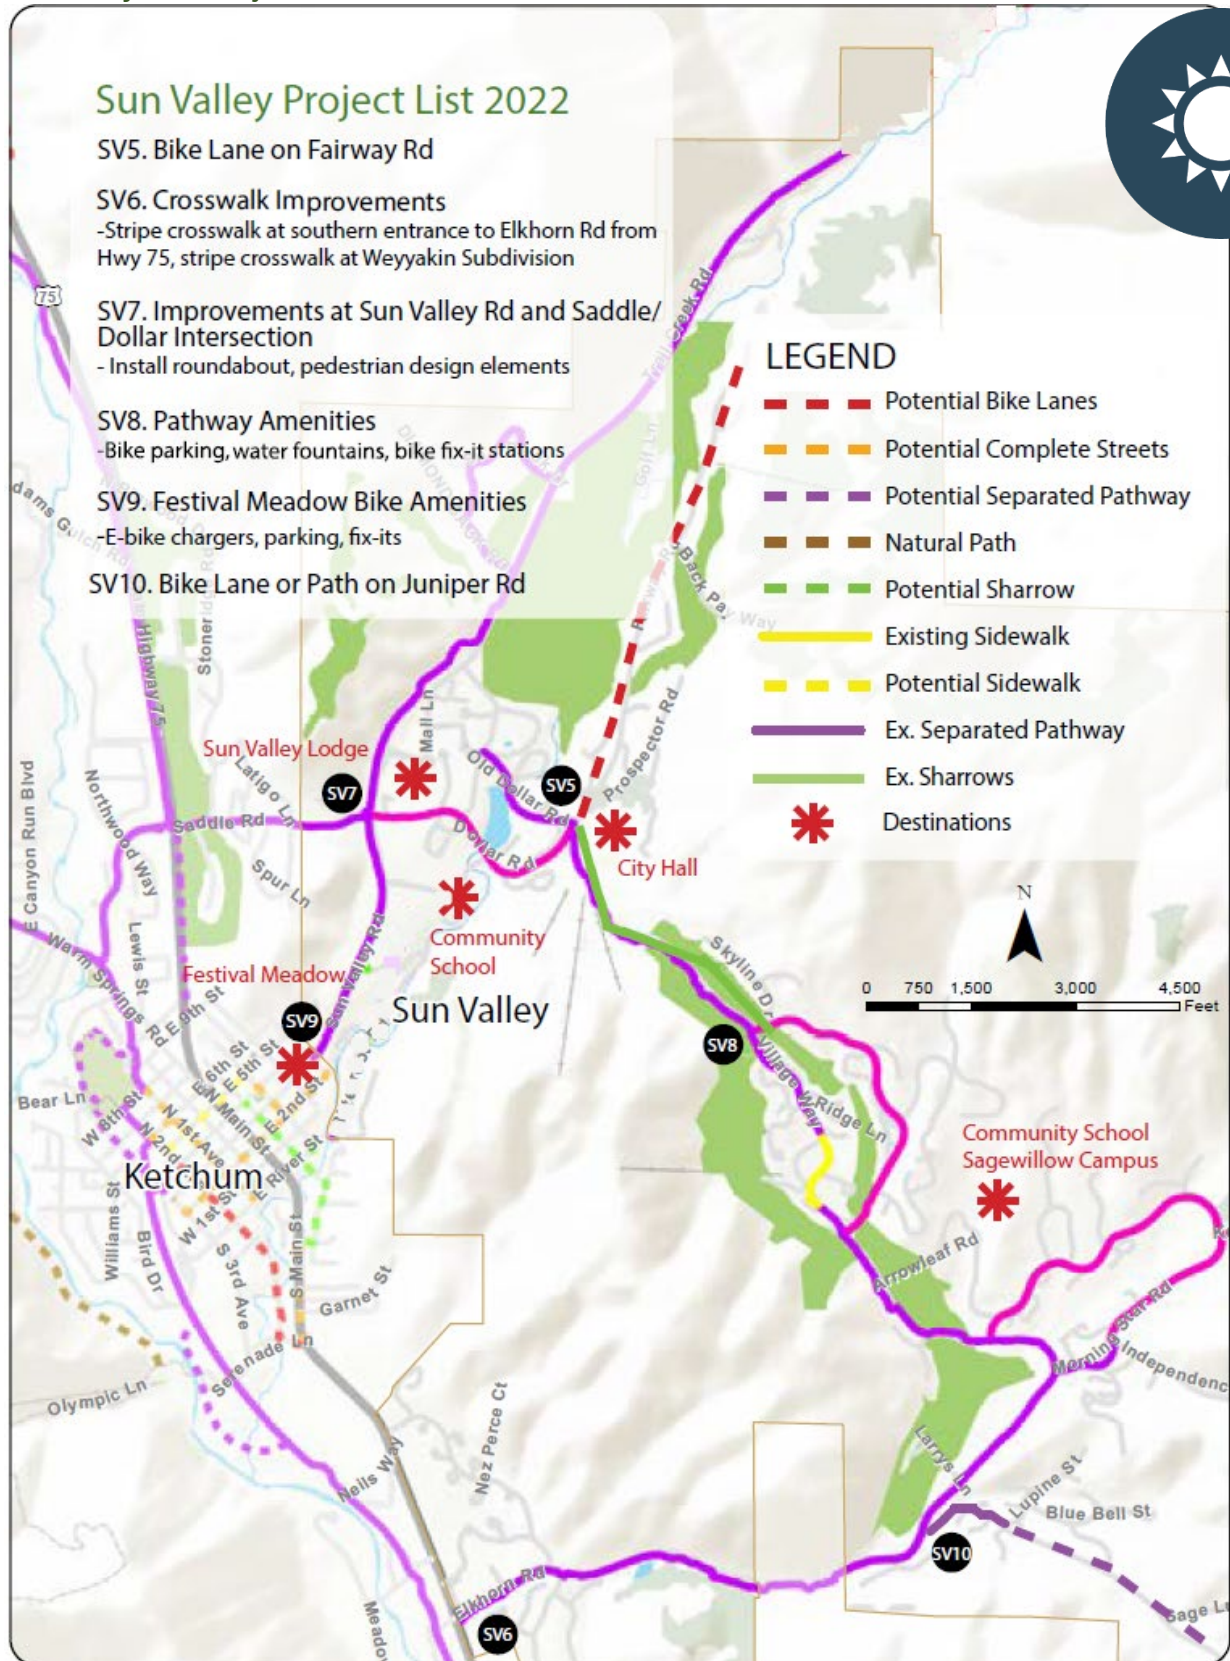 Sun Valley Project List 2022
SV5. Bike Lane on Fairway Rd
SV6. Crosswalk Improvements
-Stripe crosswalk at southern entrance to Elkhorn Rd from
Hwy 75, stripe crosswalk at Weyyakin Subdivision
SV7. Improvements at Sun Valley Rd and Saddle/
Dollar Intersection
- Install roundabout, pedestrian design elements
SV8. Pathway Amenities
-Bike parking, water fountains, bike fix-it stations
SV9. Festival Meadow Bike Amenities
-E-bike chargers, parking, fix-its
SV10. Bike Lane or Path on Juniper Rd
LEGEND
Potential Bike Lanes
Potential Complete Streets
Potential Separated Pathway
Natural Path
Potential Sharrow
Existing Sidewalk
Potential Sidewalk
Ex. Separated Pathway
Ex. Sharrows
Destinations
N
0 750 1,500 3,000 4,500
Feet
75
Trail Creek Rd
Golf Ln
Back Pay Way
Highway 75
Stoneridge Rd
Mall Ln
Prospector Rd
Sun Valley Lodge
Latigo Ln
SV7
SV5
Old Dollar Rd
Dollar Rd
City Hall
E Canyon Run Blvd
Northwood Way
Saddle Rd
Spur Ln
Community
School
Skyline Dr
Lewis St
Warm Springs Rd
Festival Meadow
Sun Valley Rd
Sun Valley
E 9th St
SV9
SV8
Village Way
Ridge Ln
E 6th St
E 5th St
N Main St
E 2nd St
Bear Ln
W 8th St
N 1st Ave
N 2nd
E River St
Ketchum
Community School
Sagewillow Campus
W 1st St
Williams St
Bird Dr
S 3rd Ave
S Main St
Garnet St
Arrowleaf Rd
Morning Star Rd
Serenade Ln
Olympic Ln
Neils Way
Nez Perce Ct
Larrys Ln
Lupine St
Blue Bell St
SV10
Elkhorn Rd
SV6